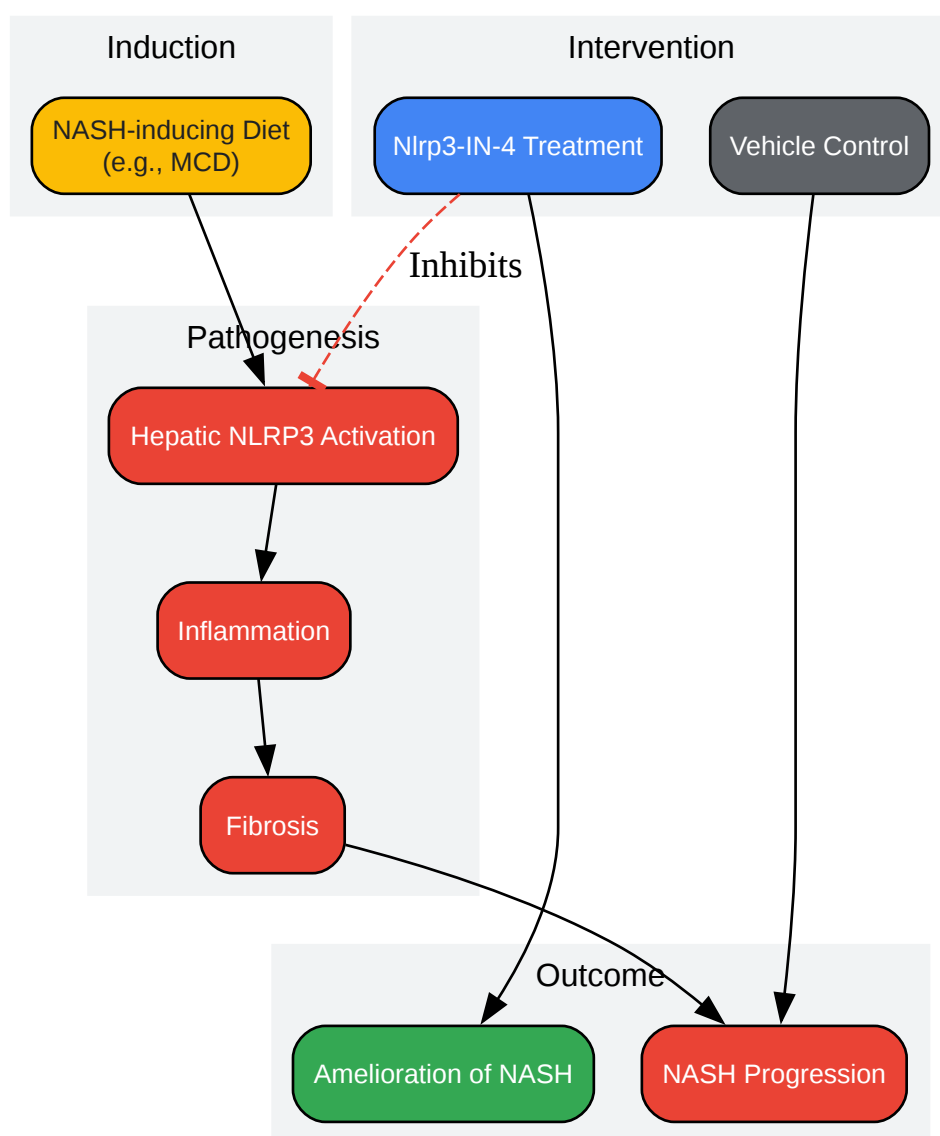 Induction
Intervention
NASH-inducing Diet
(e.g., MCD)
Nlrp3-IN-4 Treatment
Vehicle Control
Inhibits
Pathogenesis
Hepatic NLRP3 Activation
Inflammation
Fibrosis
Outcome
Amelioration of NASH
NASH Progression